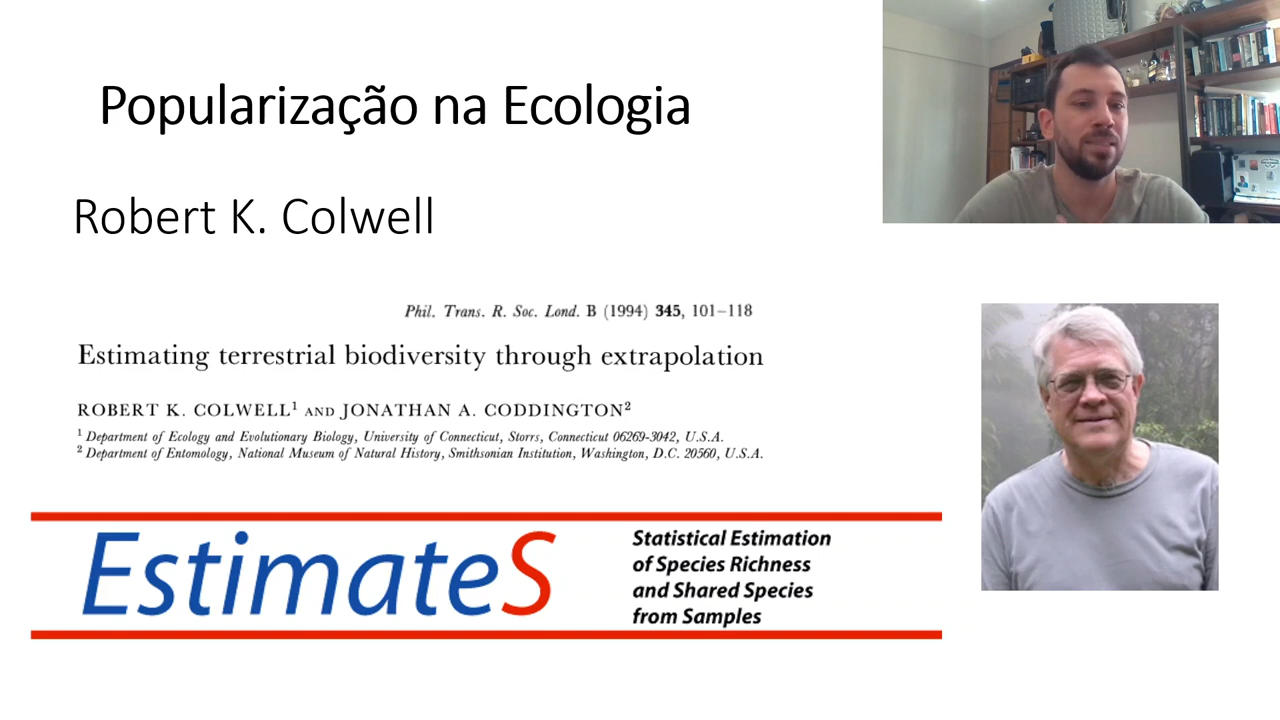 Popularização na Ecologia
Robert K. Colwell
Phil. Trans. R. Soc. Lond. B (1994) 345, 101–118
Estimating terrestrial biodiversity through extrapolation
ROBERT K. COLWELL¹ AND JONATHAN A. CODDINGTON²
¹ Department of Ecology and Evolutionary Biology, University of Connecticut, Storrs, Connecticut 06269-3042, U.S.A.
² Department of Entomology, National Museum of Natural History, Smithsonian Institution, Washington, D.C. 20560, U.S.A.
EstimateS
Statistical Estimation
of Species Richness
and Shared Species
from Samples